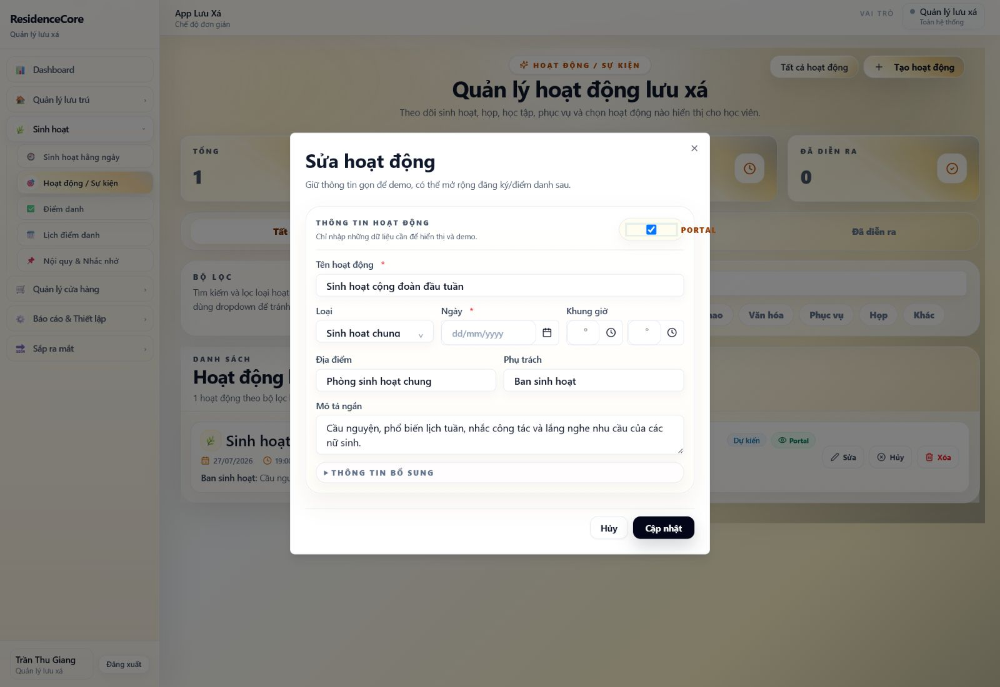 ResidenceCore
Quản lý lưu xá
Dashboard
Quản lý lưu trú
Sinh hoạt
Sinh hoạt hằng ngày
Hoạt động / Sự kiện
Điểm danh
Lịch điểm danh
Nội quy & Nhắc nhở
Quản lý cửa hàng
Báo cáo & Thiết lập
Sắp ra mắt
Trần Thu Giang
Quản lý lưu xá
Đăng xuất
App Lưu Xá
Chế độ đơn giản
VAI TRÒ
Quản lý lưu xá
Toàn hệ thống
HOẠT ĐỘNG / SỰ KIỆN
Tất cả hoạt động
Tạo hoạt động
Quản lý hoạt động lưu xá
Theo dõi sinh hoạt, họp, học tập, phục vụ và chọn hoạt động nào hiển thị cho học viên.
TỔNG
1
ĐÃ DIỄN RA
0
Tất
Đã diễn ra
BỘ LỌC
Tìm kiếm và lọc loại hoạt
dùng dropdown để tránh
Văn hóa
Phục vụ
Họp
Khác
DANH SÁCH
Hoạt động
1 hoạt động theo bộ lọc
Sinh hoạt
27/07/2026
19:00
Ban sinh hoạt: Cầu
Dự kiến
Portal
Sửa
Hủy
Xóa
Sửa hoạt động
Giữ thông tin gọn để demo, có thể mở rộng đăng ký/điểm danh sau.
THÔNG TIN HOẠT ĐỘNG
Chỉ nhập những dữ liệu cần để hiển thị và demo.
PORTAL
Tên hoạt động *
Sinh hoạt cộng đoàn đầu tuần
Loại
Ngày *
Khung giờ
Sinh hoạt chung
dd/mm/yyyy
Địa điểm
Phụ trách
Phòng sinh hoạt chung
Ban sinh hoạt
Mô tả ngắn
Cầu nguyện, phổ biến lịch tuần, nhắc công tác và lắng nghe nhu cầu của các
nữ sinh.
THÔNG TIN BỔ SUNG
Hủy
Cập nhật